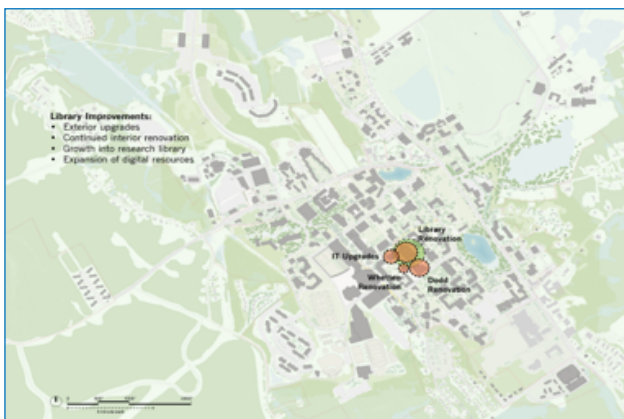 Library Improvements:
• Exterior upgrades
• Continued interior renovation
• Growth into research library
• Expansion of digital resources
Library
Renovation
IT Upgrades
Renovation
Dodd
Renovation